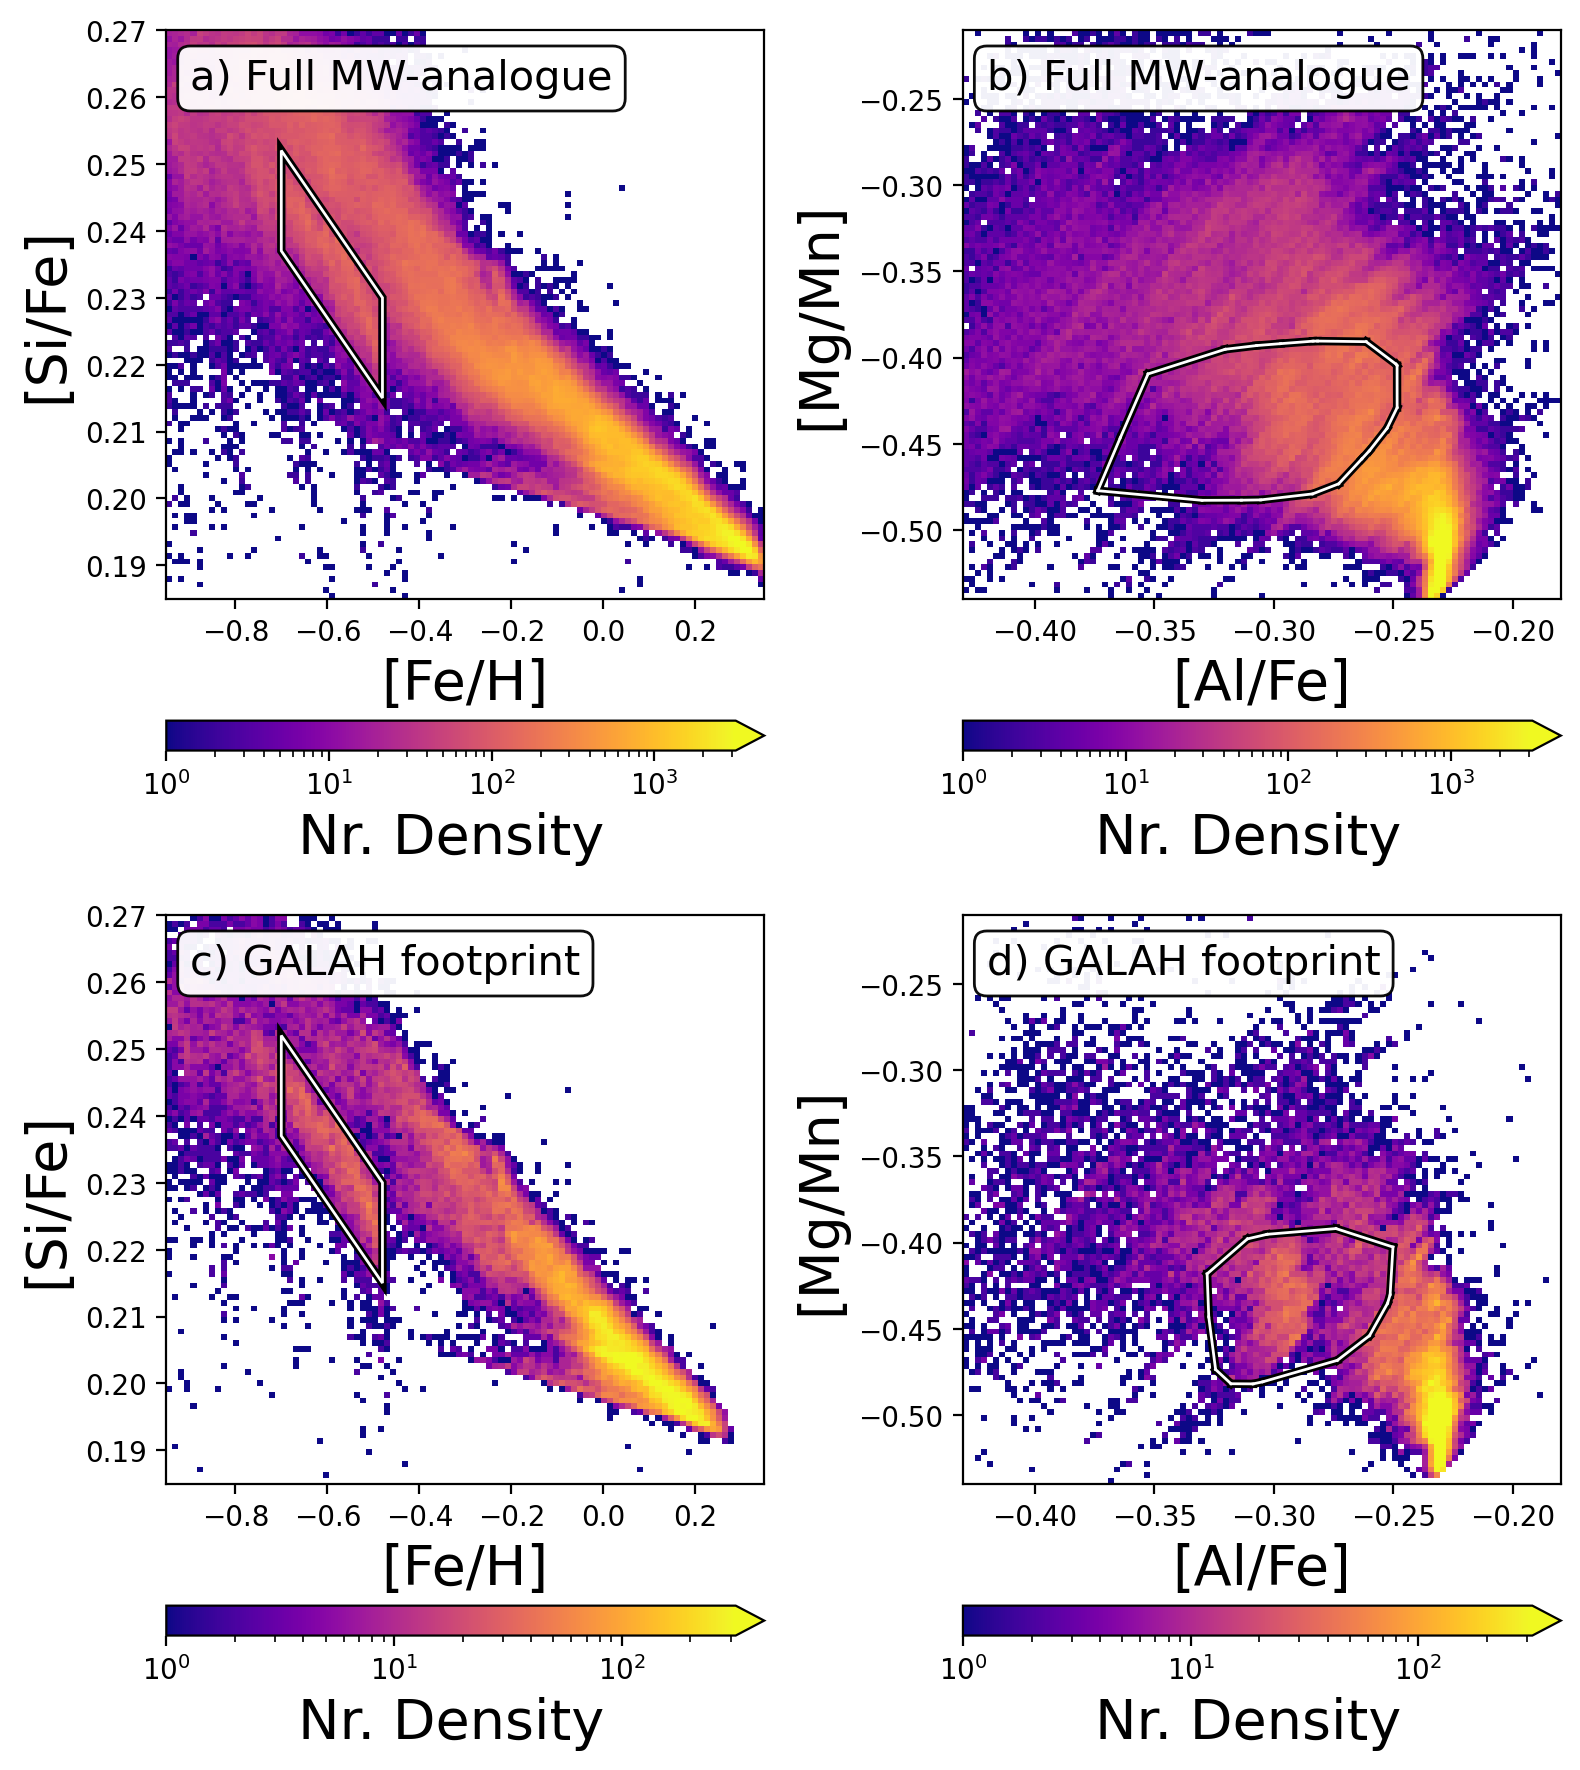 a) Full MW-analogue
[Si/Fe]
0.27
0.26
0.25
0.24
0.23
0.22
0.21
0.20
0.19
−0.8 −0.6 −0.4 −0.2 0.0 0.2
[Fe/H]
10⁰ 10¹ 10² 10³
Nr. Density
b) Full MW-analogue
[Mg/Mn]
−0.25
−0.30
−0.35
−0.40
−0.45
−0.50
−0.40 −0.35 −0.30 −0.25 −0.20
[Al/Fe]
10⁰ 10¹ 10² 10³
Nr. Density
c) GALAH footprint
[Si/Fe]
0.27
0.26
0.25
0.24
0.23
0.22
0.21
0.20
0.19
−0.8 −0.6 −0.4 −0.2 0.0 0.2
[Fe/H]
10⁰ 10¹ 10²
Nr. Density
d) GALAH footprint
[Mg/Mn]
−0.25
−0.30
−0.35
−0.40
−0.45
−0.50
−0.40 −0.35 −0.30 −0.25 −0.20
[Al/Fe]
10⁰ 10¹ 10²
Nr. Density